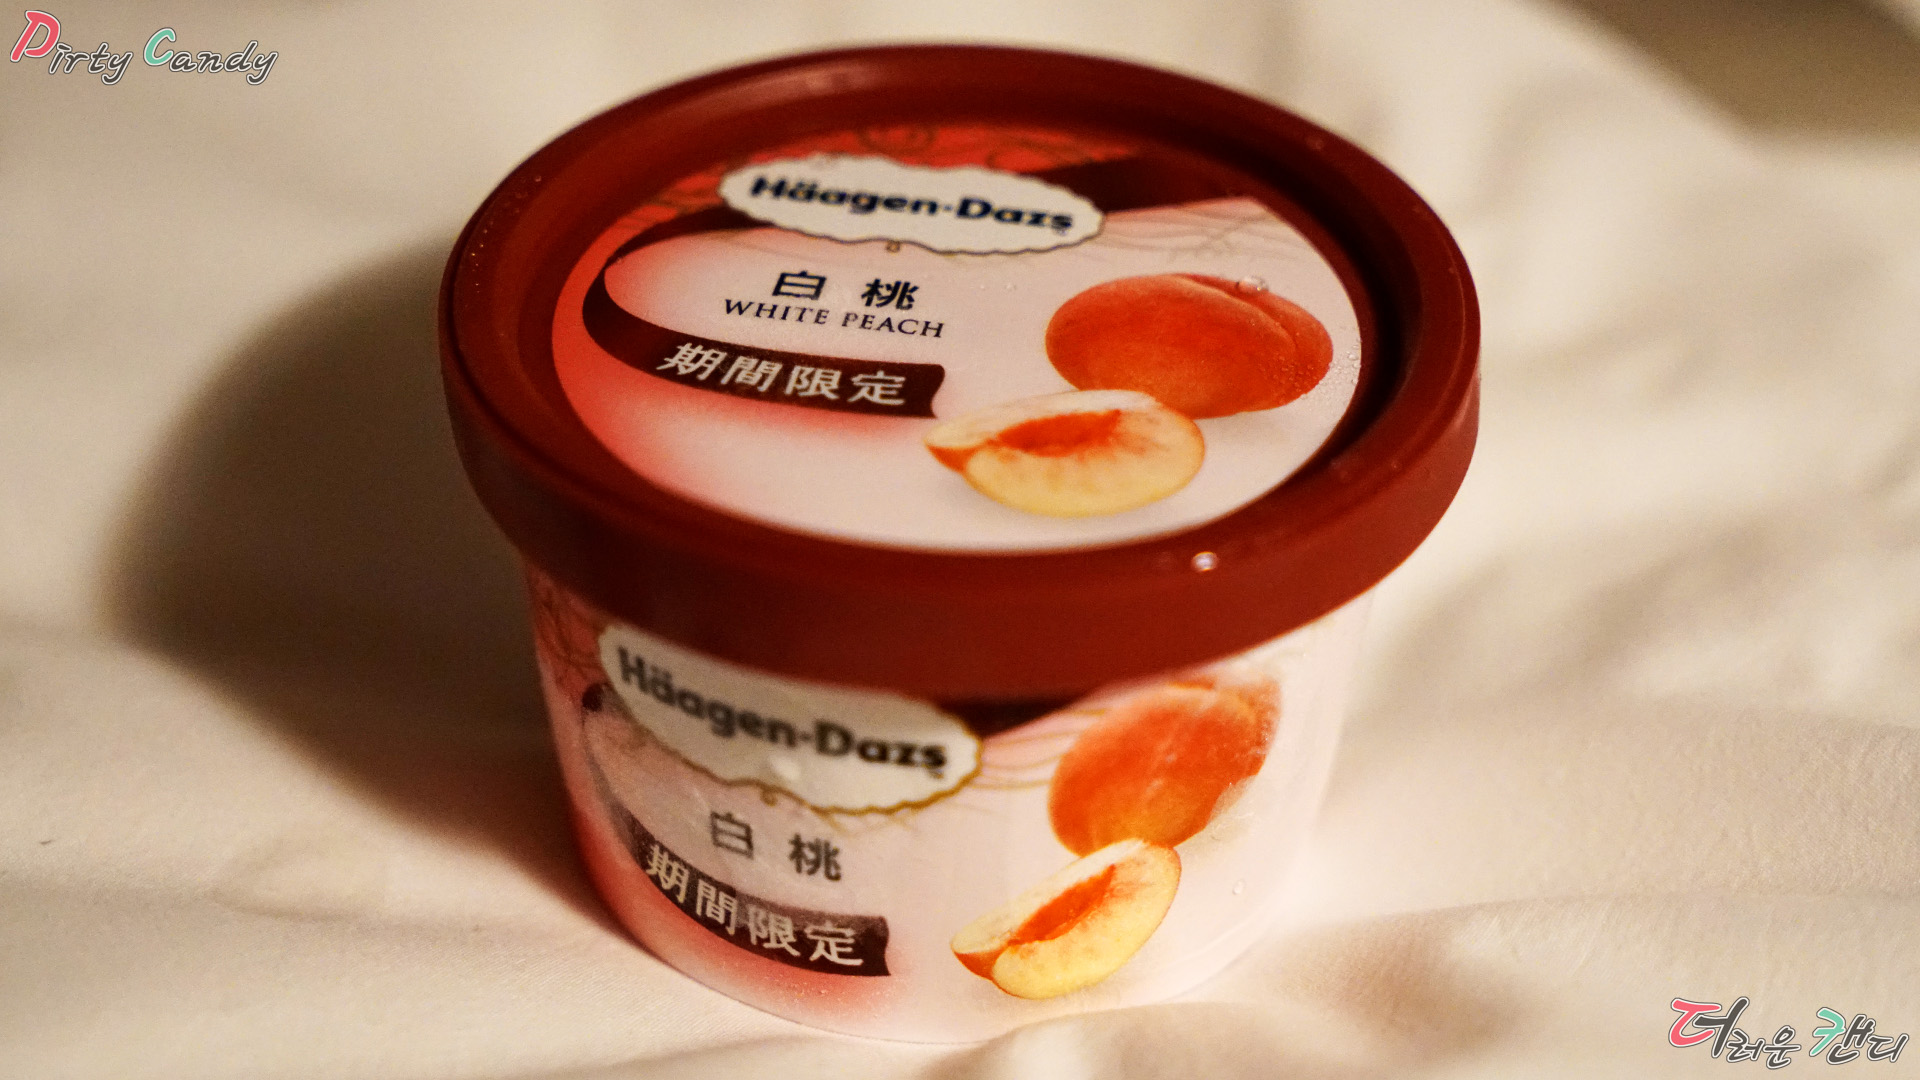 Dirty Candy
Häagen-Dazs
白桃
WHITE PEACH
期間限定
Häagen-Dazs
白桃
期間限定
더러운 캔디